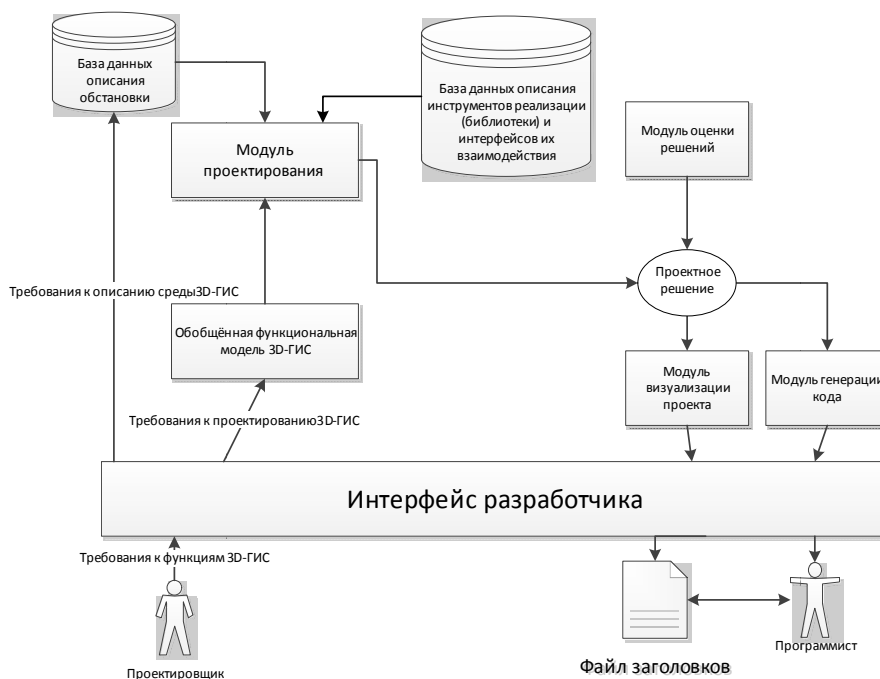 База данных
описания
обстановки
База данных описания
инструментов реализации
(библиотеки) и
интерфейсов их
взаимодействия
Модуль оценки
решений
Модуль
проектирования
Требования к описанию среды3D-ГИС
Проектное
решение
Обобщённая функциональная
модель 3D-ГИС
Модуль
визуализации
проекта
Модуль генерации
кода
Требования к проектированию3D-ГИС
Интерфейс разработчика
Требования к функциям 3D-ГИС
Проектировщик
Файл заголовков
Программист